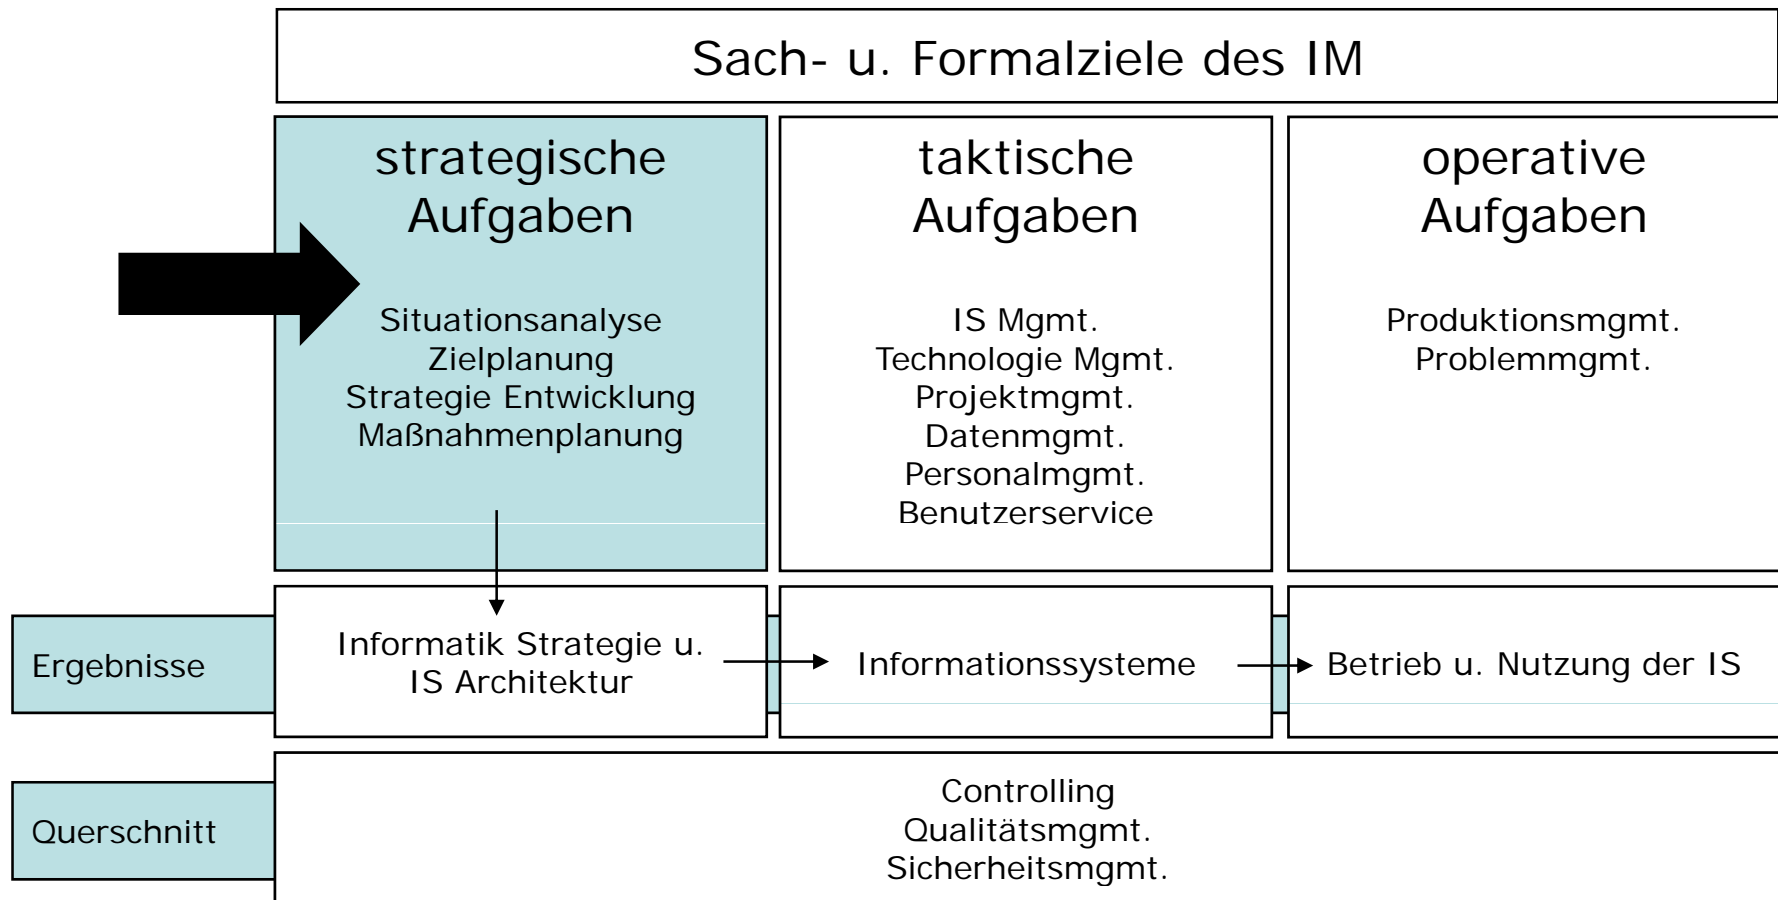 Sach- u. Formalziele des IM
strategische
Aufgaben
Situationsanalyse
Zielplanung
Strategie Entwicklung
Maßnahmenplanung
taktische
Aufgaben
IS Mgmt.
Technologie Mgmt.
Projektmgmt.
Datenmgmt.
Personalmgmt.
Benutzerservice
operative
Aufgaben
Produktionsmgmt.
Problemmgmt.
Ergebnisse
Informatik Strategie u.
IS Architektur
Informationssysteme
Betrieb u. Nutzung der IS
Querschnitt
Controlling
Qualitätsmgmt.
Sicherheitsmgmt.